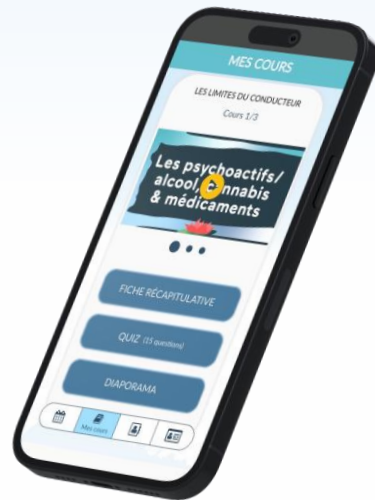 MES COURS
LES LIMITES DU CONDUCTEUR
Cours 1/3
Les psychoactifs/
alcool, cannabis
& médicaments
FICHE RÉCAPITULATIVE
QUIZ (15 questions)
DIAPORAMA
Mes cours